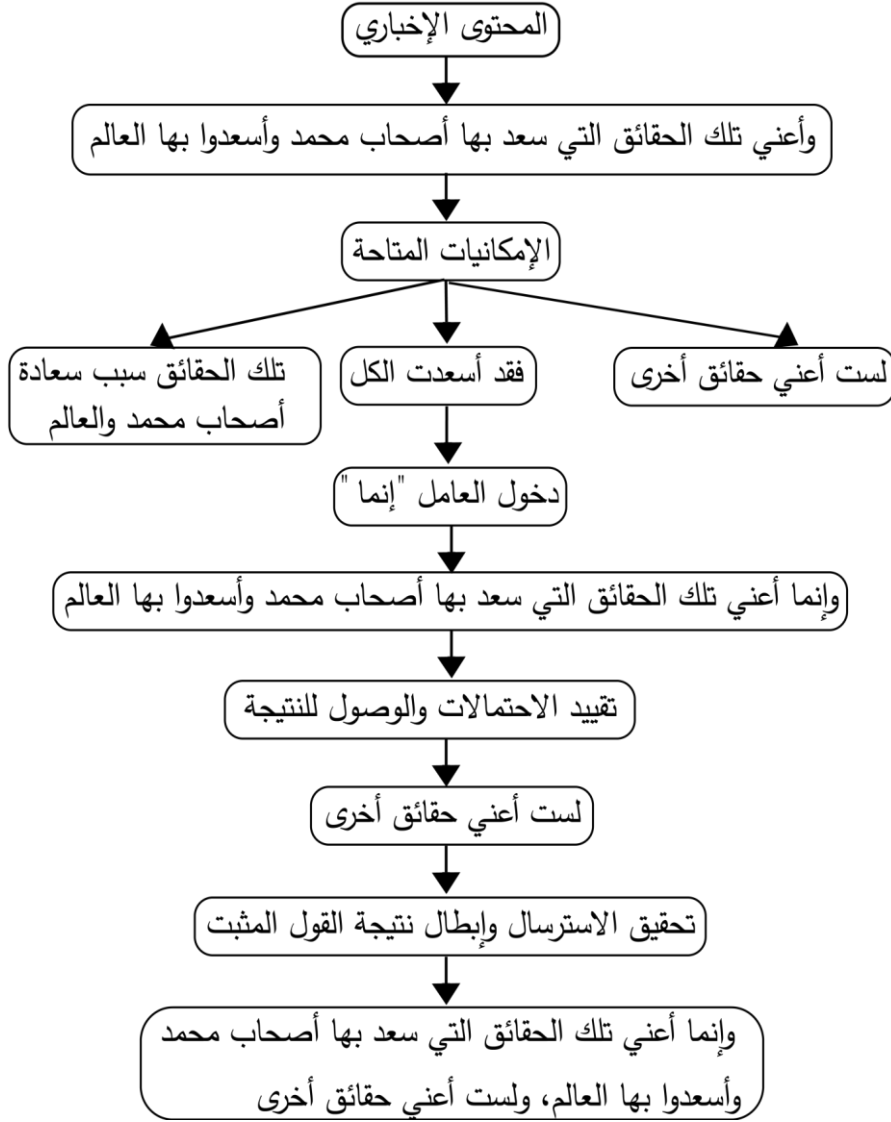 المحتوى الإخباري
وأعني تلك الحقائق التي سعد بها أصحاب محمد وأسعدوا بها العالم
الإمكانيات المتاحة
لست أعني حقائق أخرى
فقد أسعدت الكل
تلك الحقائق سبب سعادة
أصحاب محمد والعالم
دخول العامل "إنما "
وإنما أعني تلك الحقائق التي سعد بها أصحاب محمد وأسعدوا بها العالم
تقييد الاحتمالات والوصول للنتيجة
لست أعني حقائق أخرى
تحقيق الاسترسال وإبطال نتيجة القول المثبت
وإنما أعني تلك الحقائق التي سعد بها أصحاب محمد
وأسعدوا بها العالم، ولست أعني حقائق أخرى